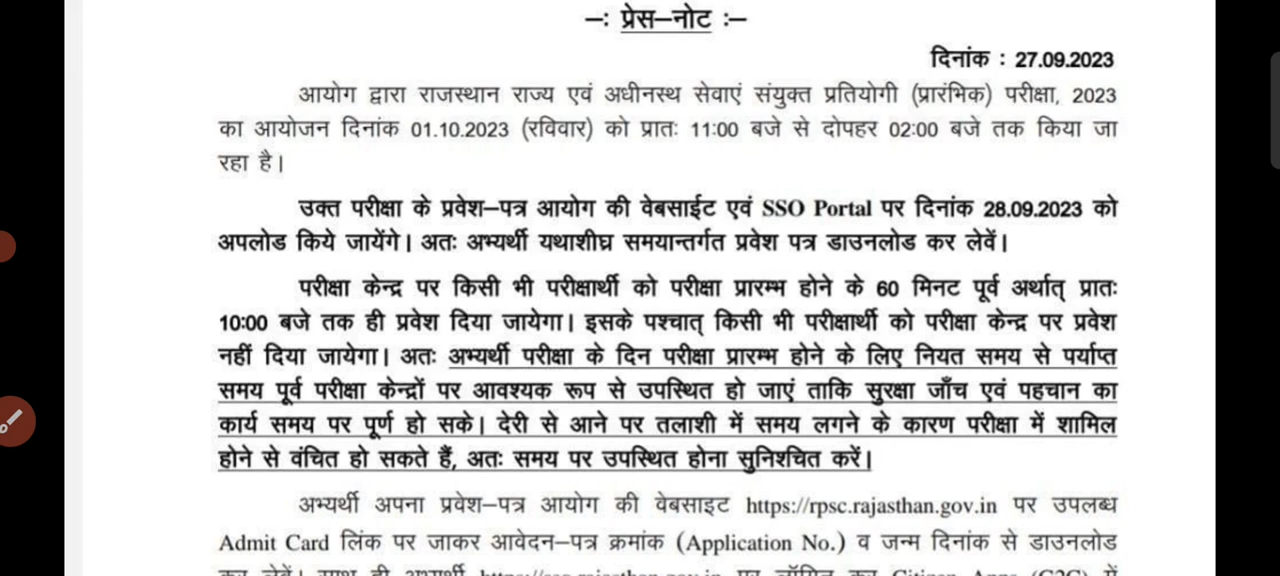 –: प्रेस–नोट :–
दिनांक : 27.09.2023
आयोग द्वारा राजस्थान राज्य एवं अधीनस्थ सेवाएं संयुक्त प्रतियोगी (प्रारंभिक) परीक्षा, 2023
का आयोजन दिनांक 01.10.2023 (रविवार) को प्रातः 11:00 बजे से दोपहर 02:00 बजे तक किया जा
रहा है।
उक्त परीक्षा के प्रवेश–पत्र आयोग की वेबसाईट एवं SSO Portal पर दिनांक 28.09.2023 को
अपलोड किये जायेंगे। अतः अभ्यर्थी यथाशीघ्र समयान्तर्गत प्रवेश पत्र डाउनलोड कर लेवें।
परीक्षा केन्द्र पर किसी भी परीक्षार्थी को परीक्षा प्रारम्भ होने के 60 मिनट पूर्व अर्थात् प्रातः
10:00 बजे तक ही प्रवेश दिया जायेगा। इसके पश्चात् किसी भी परीक्षार्थी को परीक्षा केन्द्र पर प्रवेश
नहीं दिया जायेगा। अतः अभ्यर्थी परीक्षा के दिन परीक्षा प्रारम्भ होने के लिए नियत समय से पर्याप्त
समय पूर्व परीक्षा केन्द्रों पर आवश्यक रूप से उपस्थित हो जाएं ताकि सुरक्षा जाँच एवं पहचान का
कार्य समय पर पूर्ण हो सके। देरी से आने पर तलाशी में समय लगने के कारण परीक्षा में शामिल
होने से वंचित हो सकते हैं, अतः समय पर उपस्थित होना सुनिश्चित करें।
अभ्यर्थी अपना प्रवेश–पत्र आयोग की वेबसाइट https://rpsc.rajasthan.gov.in पर उपलब्ध
Admit Card लिंक पर जाकर आवेदन–पत्र क्रमांक (Application No.) व जन्म दिनांक से डाउनलोड